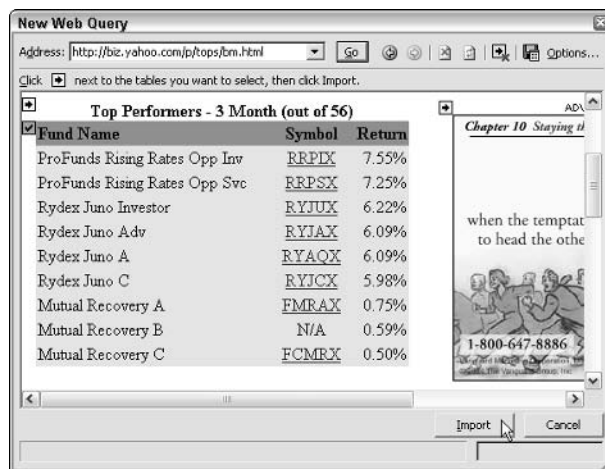 New Web Query
Address: http://biz.yahoo.com/p/tops/bm.html Go Options...
Click next to the tables you want to select, then click Import.
Top Performers - 3 Month (out of 56)
Fund Name Symbol Return
ProFunds Rising Rates Opp Inv RRPIX 7.55%
ProFunds Rising Rates Opp Svc RRPSX 7.25%
Rydex Juno Investor RYJUX 6.22%
Rydex Juno Adv RYJAX 6.09%
Rydex Juno A RYAQX 6.09%
Rydex Juno C RYJCX 5.98%
Mutual Recovery A FMRAX 0.75%
Mutual Recovery B N/A 0.59%
Mutual Recovery C FCMRX 0.50%
ADV
Chapter 10 Staying th
when the temptat
to head the othe
1-800-647-8886
Import Cancel